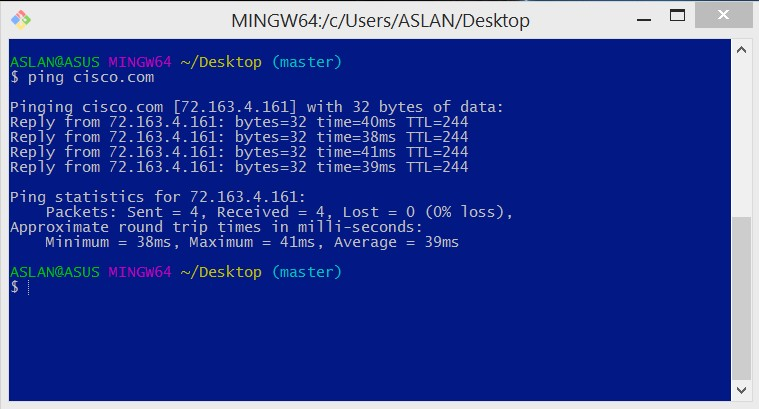 MINGW64:/c/Users/ASLAN/Desktop
ASLAN@ASUS MINGW64 ~/Desktop (master)
$ ping cisco.com
Pinging cisco.com [72.163.4.161] with 32 bytes of data:
Reply from 72.163.4.161: bytes=32 time=40ms TTL=244
Reply from 72.163.4.161: bytes=32 time=38ms TTL=244
Reply from 72.163.4.161: bytes=32 time=41ms TTL=244
Reply from 72.163.4.161: bytes=32 time=39ms TTL=244
Ping statistics for 72.163.4.161:
    Packets: Sent = 4, Received = 4, Lost = 0 (0% loss),
Approximate round trip times in milli-seconds:
    Minimum = 38ms, Maximum = 41ms, Average = 39ms
ASLAN@ASUS MINGW64 ~/Desktop (master)
$